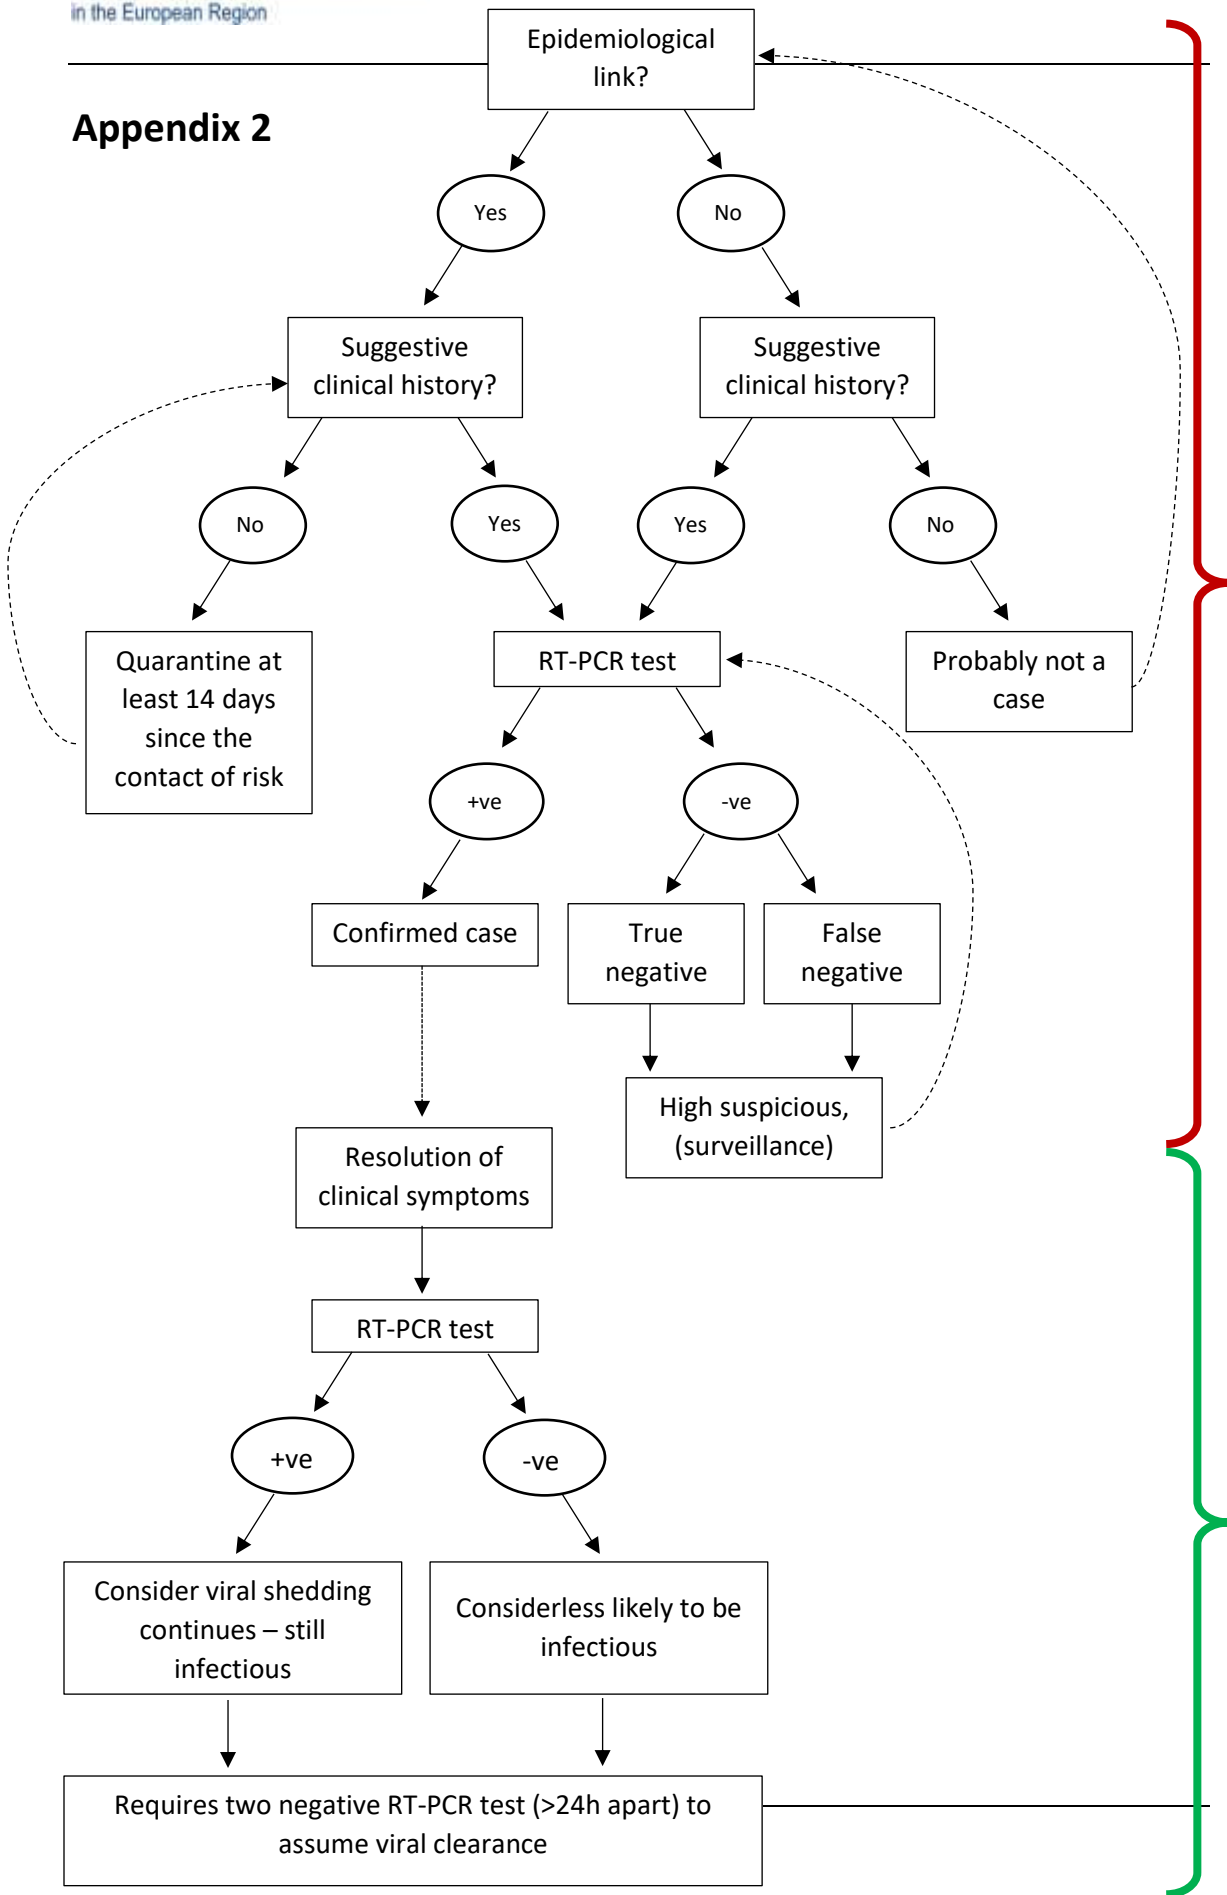 in the European Region
Epidemiological
link?
Appendix 2
Yes
No
Suggestive
clinical history?
Suggestive
clinical history?
No
Yes
Yes
No
Quarantine at
least 14 days
since the
contact of risk
RT-PCR test
Probably not a
case
+ve
-ve
Confirmed case
True
negative
False
negative
High suspicious,
(surveillance)
Resolution of
clinical symptoms
RT-PCR test
+ve
-ve
Consider viral shedding
continues – still
infectious
Considerless likely to be
infectious
Requires two negative RT-PCR test (>24h apart) to
assume viral clearance